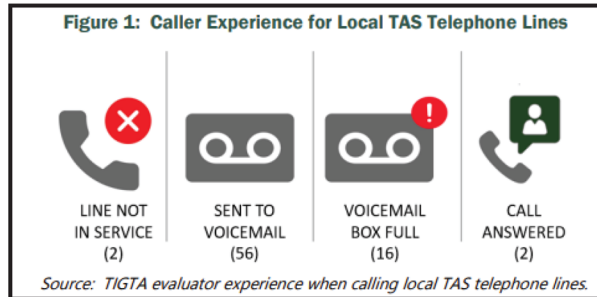 Figure 1: Caller Experience for Local TAS Telephone Lines
LINE NOT
IN SERVICE
(2)
SENT TO
VOICEMAIL
(56)
VOICEMAIL
BOX FULL
(16)
CALL
ANSWERED
(2)
Source: TIGTA evaluator experience when calling local TAS telephone lines.